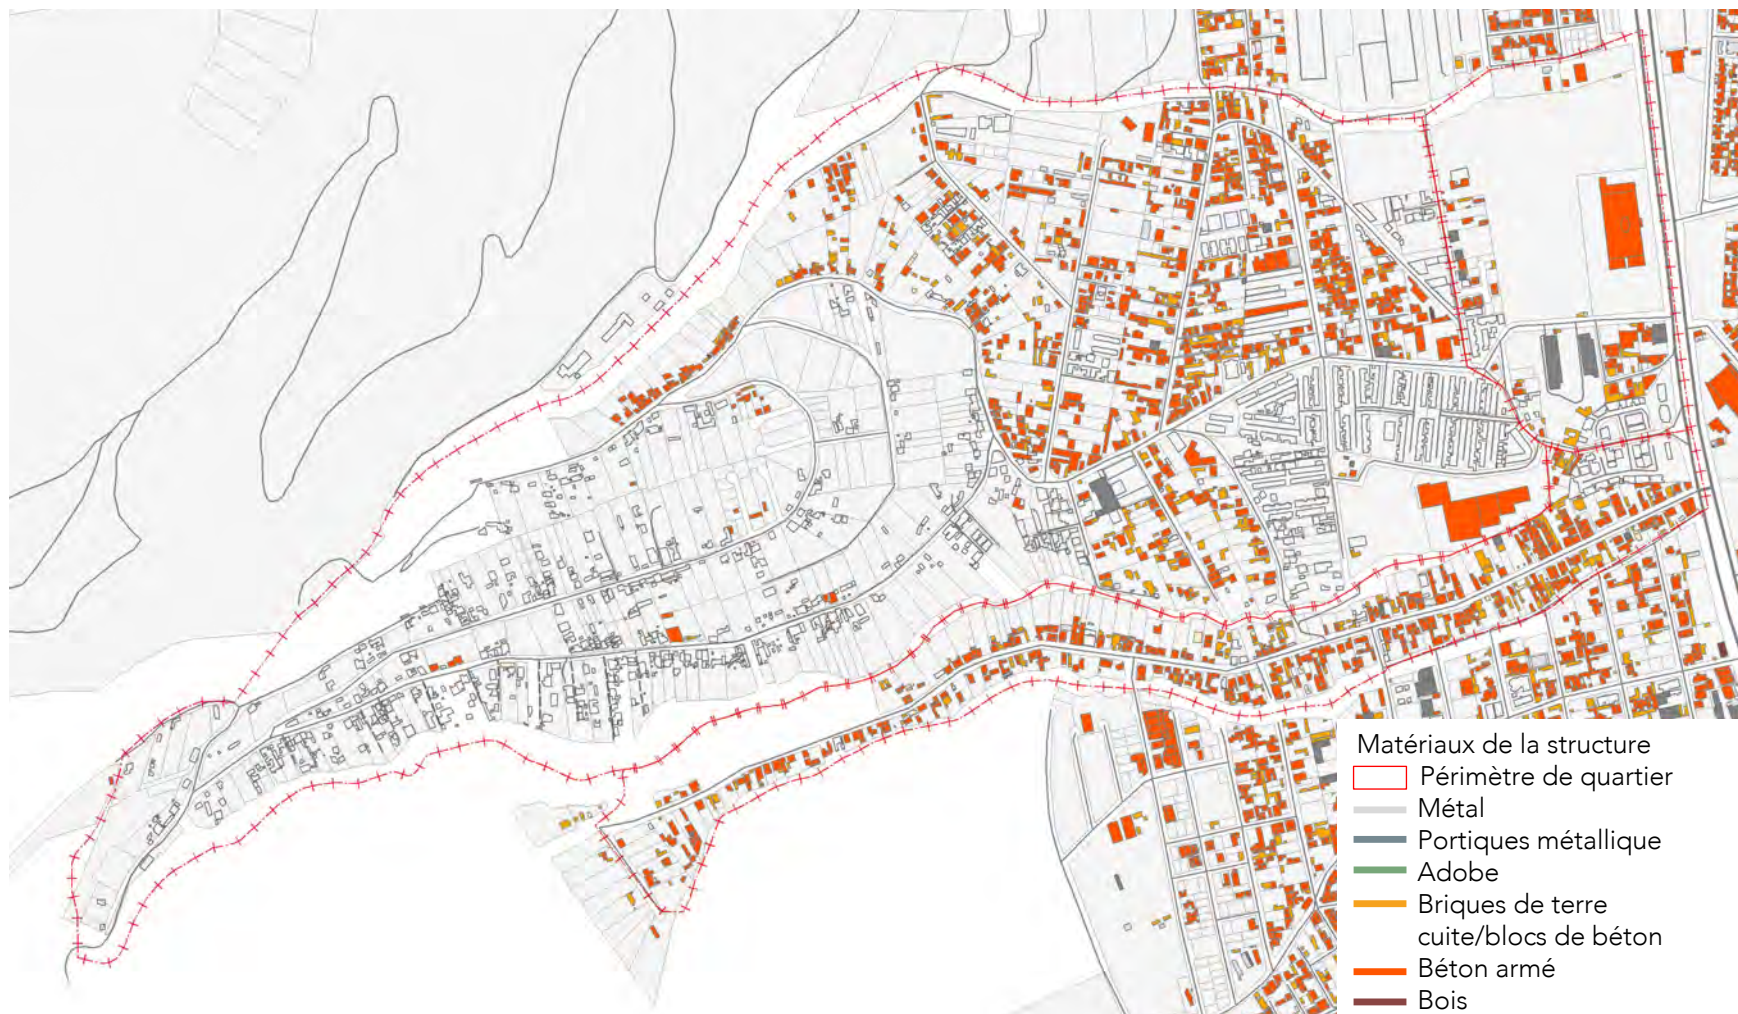 Matériaux de la structure
Périmètre de quartier
Métal
Portiques métallique
Adobe
Briques de terre
cuite/blocs de béton
Béton armé
Bois